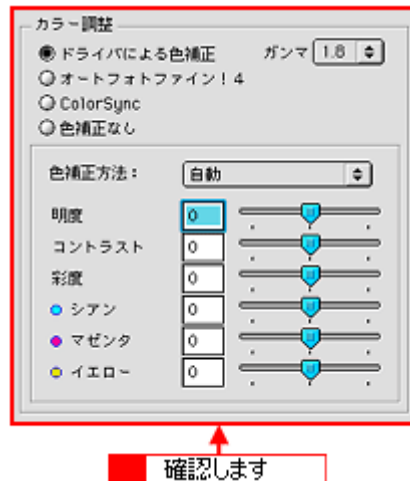 カラー調整
ドライバによる色補正 ガンマ 1.8
オートフォトファイン！4
ColorSync
色補正なし
色補正方法： 自動
明度 0
コントラスト 0
彩度 0
シアン 0
マゼンタ 0
イエロー 0
確認します